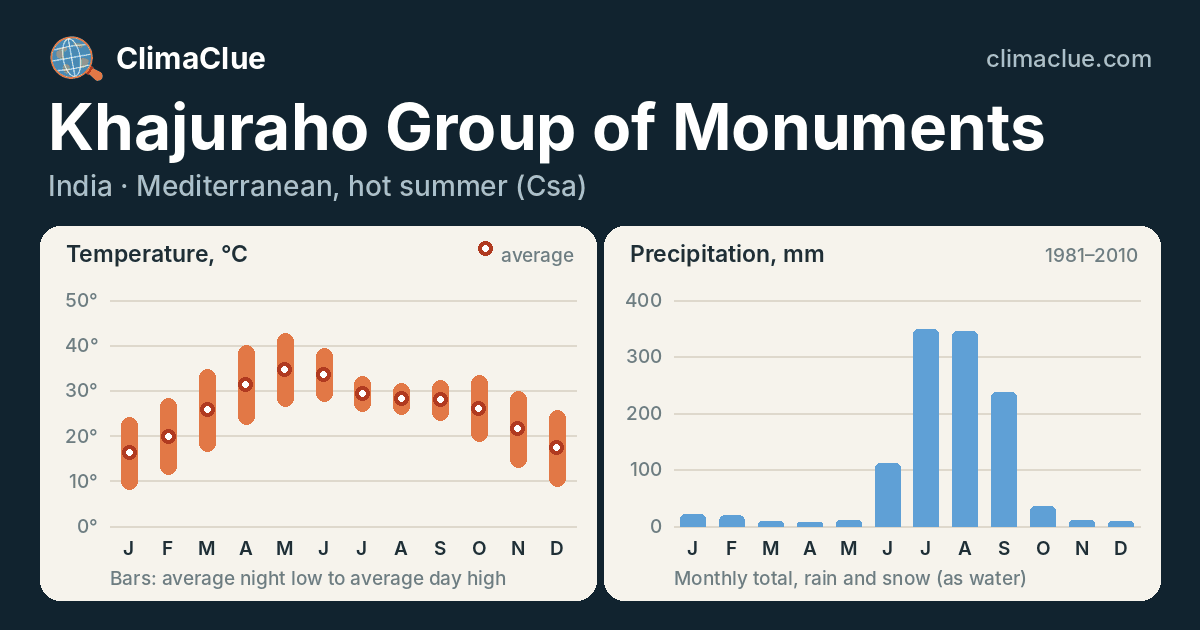 ClimaClue
climaclue.com
Khajuraho Group of Monuments
India · Mediterranean, hot summer (Csa)
Temperature, °C
average
50°
40°
30°
20°
10°
0°
J F M A M J J A S O N D
Bars: average night low to average day high
Precipitation, mm
1981–2010
400
300
200
100
0
J F M A M J J A S O N D
Monthly total, rain and snow (as water)